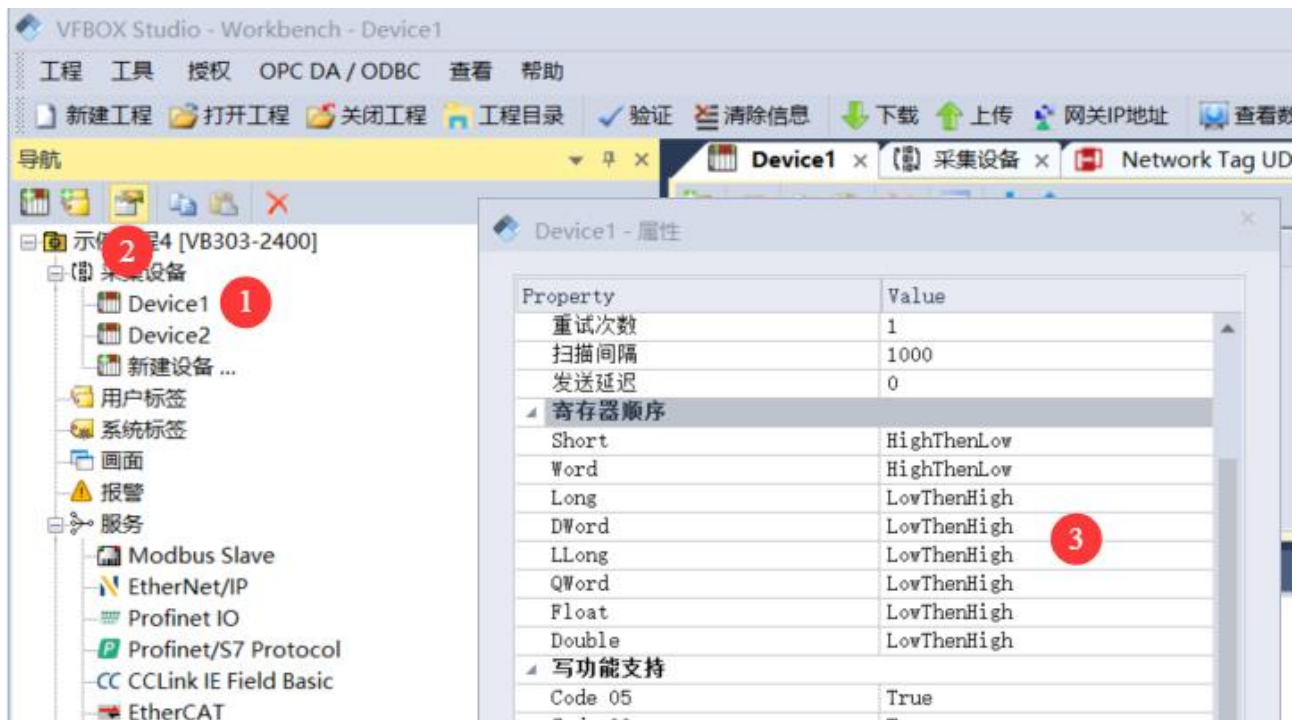 VFBOX Studio - Workbench - Device1
工程 工具 授权 OPC DA / ODBC 查看 帮助
新建工程 打开工程 关闭工程 工程目录 验证 清除信息 下载 上传 网关IP地址 查看数
导航
Device1 采集设备 Network Tag UD
示例 程4 [VB303-2400]
2
采集设备
Device1
1
Device2
新建设备 ...
用户标签
系统标签
画面
报警
服务
Modbus Slave
EtherNet/IP
Profinet IO
Profinet/S7 Protocol
CC CCLink IE Field Basic
EtherCAT
Device1 - 属性
Property Value
重试次数 1
扫描间隔 1000
发送延迟 0
寄存器顺序
Short HighThenLow
Word HighThenLow
Long LowThenHigh
DWord LowThenHigh
3
LLong LowThenHigh
QWord LowThenHigh
Float LowThenHigh
Double LowThenHigh
写功能支持
Code 05 True